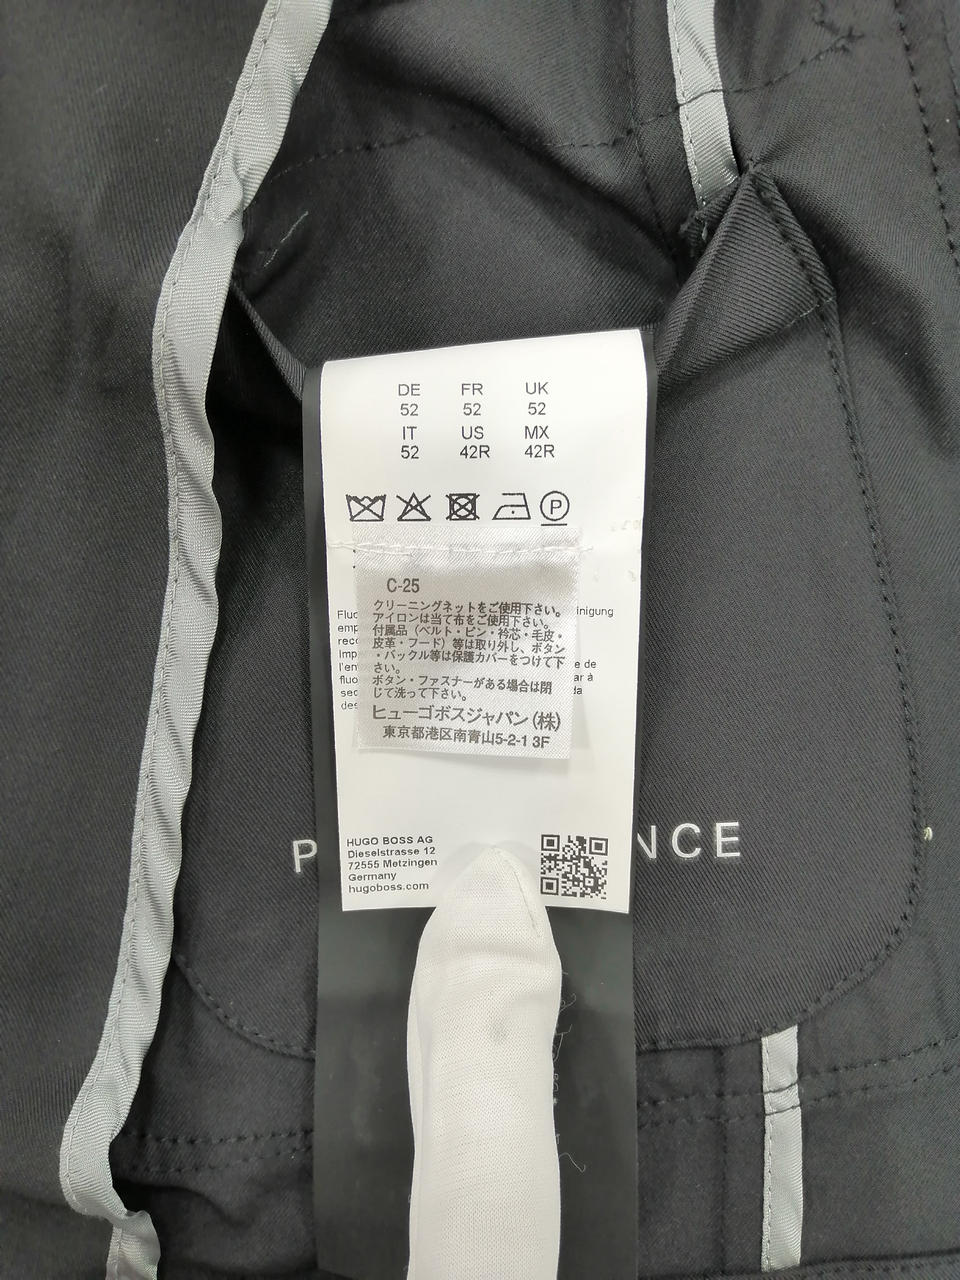 DE FR UK
52 52 52
IT US MX
52 42R 42R
P
C-25
クリーニングネットをご使用下さい。
アイロンは当て布をご使用下さい。
付属品（ベルト・ピン・衿芯・毛皮・
皮革・フード）等は取り外し、ボタン
・バックル等は保護カバーをつけて下
さい。
ボタン・ファスナーがある場合は閉
じて洗って下さい。
ヒューゴボスジャパン(株)
東京都港区南青山5-2-1 3F
HUGO BOSS AG
Dieselstrasse 12
72555 Metzingen
Germany
hugoboss.com